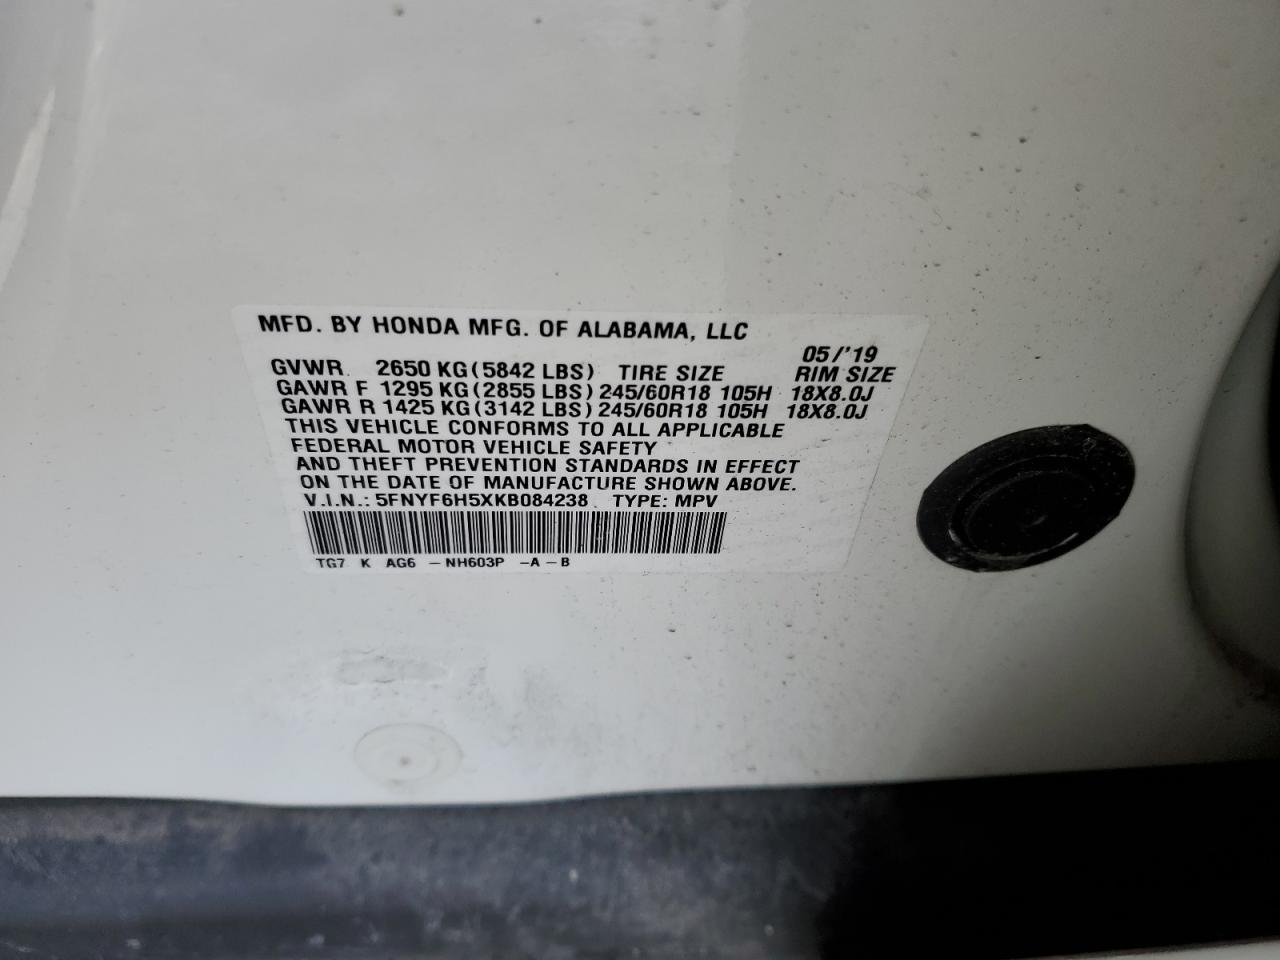 MFD. BY HONDA MFG. OF ALABAMA, LLC
05/'19
GVWR 2650 KG(5842 LBS) TIRE SIZE RIM SIZE
GAWR F 1295 KG(2855 LBS) 245/60R18 105H 18X8.0J
GAWR R 1425 KG(3142 LBS) 245/60R18 105H 18X8.0J
THIS VEHICLE CONFORMS TO ALL APPLICABLE
FEDERAL MOTOR VEHICLE SAFETY
AND THEFT PREVENTION STANDARDS IN EFFECT
ON THE DATE OF MANUFACTURE SHOWN ABOVE.
V.I.N.: 5FNYF6H5XKB084238 TYPE: MPV
TG7 K AG6 -NH603P -A-B